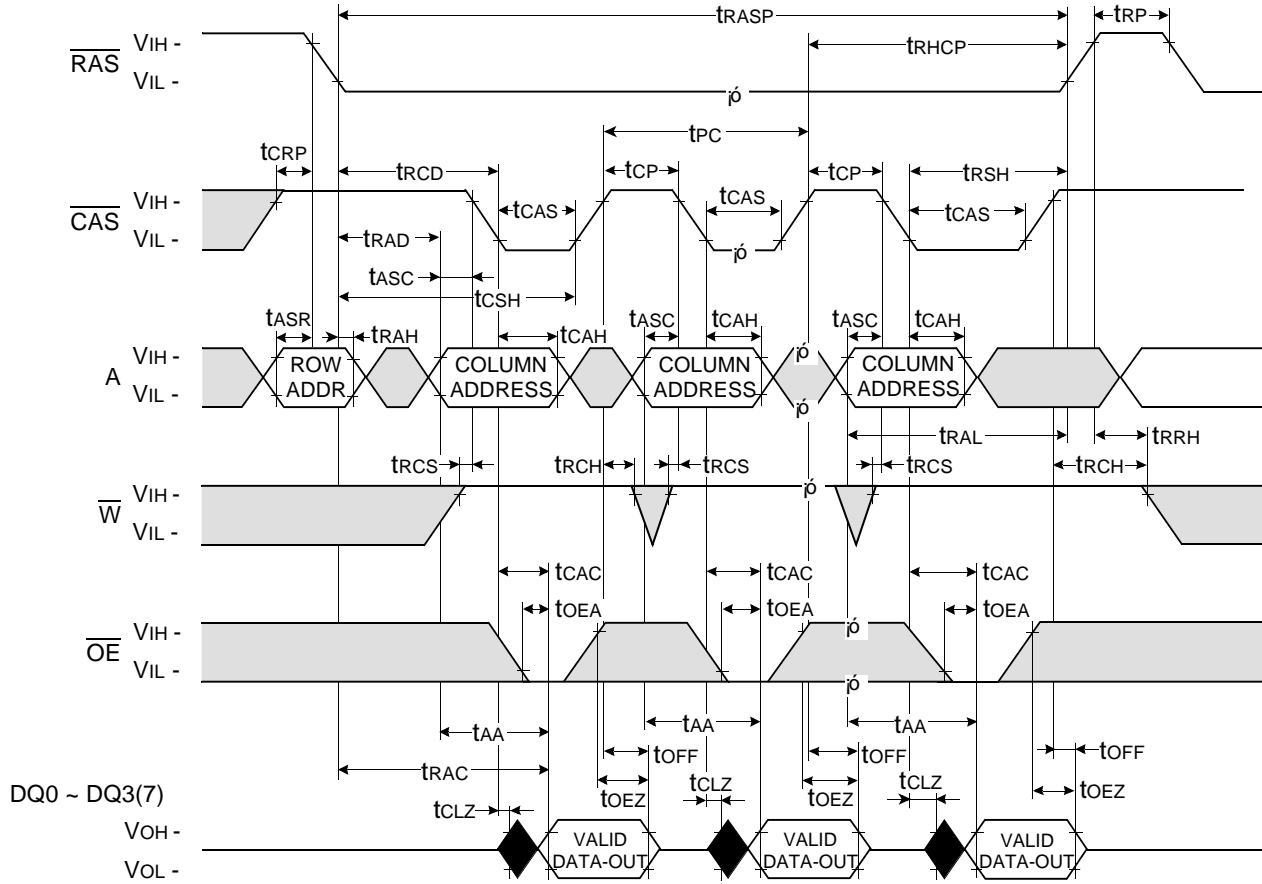 tRASP tRP
VIH -
RAS
VIL -
tRHCP
¡ó
tPC
tCRP
tRCD tCP tCP tRSH
VIH -
CAS
VIL -
tCAS tCAS tCAS
¡ó
tRAD
tASC
tCSH
tASR tRAH tCAH tASC tCAH tASC tCAH
VIH -
A
VIL -
ROW
ADDR
COLUMN
ADDRESS
COLUMN
ADDRESS
¡ó
¡ó
COLUMN
ADDRESS
tRAL tRRH
tRCS tRCH tRCS tRCS tRCH
VIH -
W
VIL -
¡ó
tCAC tCAC tCAC
tOEA tOEA tOEA
VIH -
OE
VIL -
¡ó
¡ó
tAA tAA tAA
tOFF tOFF tOFF
tRAC
tOEZ tOEZ tOEZ
DQ0 ~ DQ3(7)
tCLZ tCLZ tCLZ
VOH -
VOL -
VALID
DATA-OUT
VALID
DATA-OUT
VALID
DATA-OUT